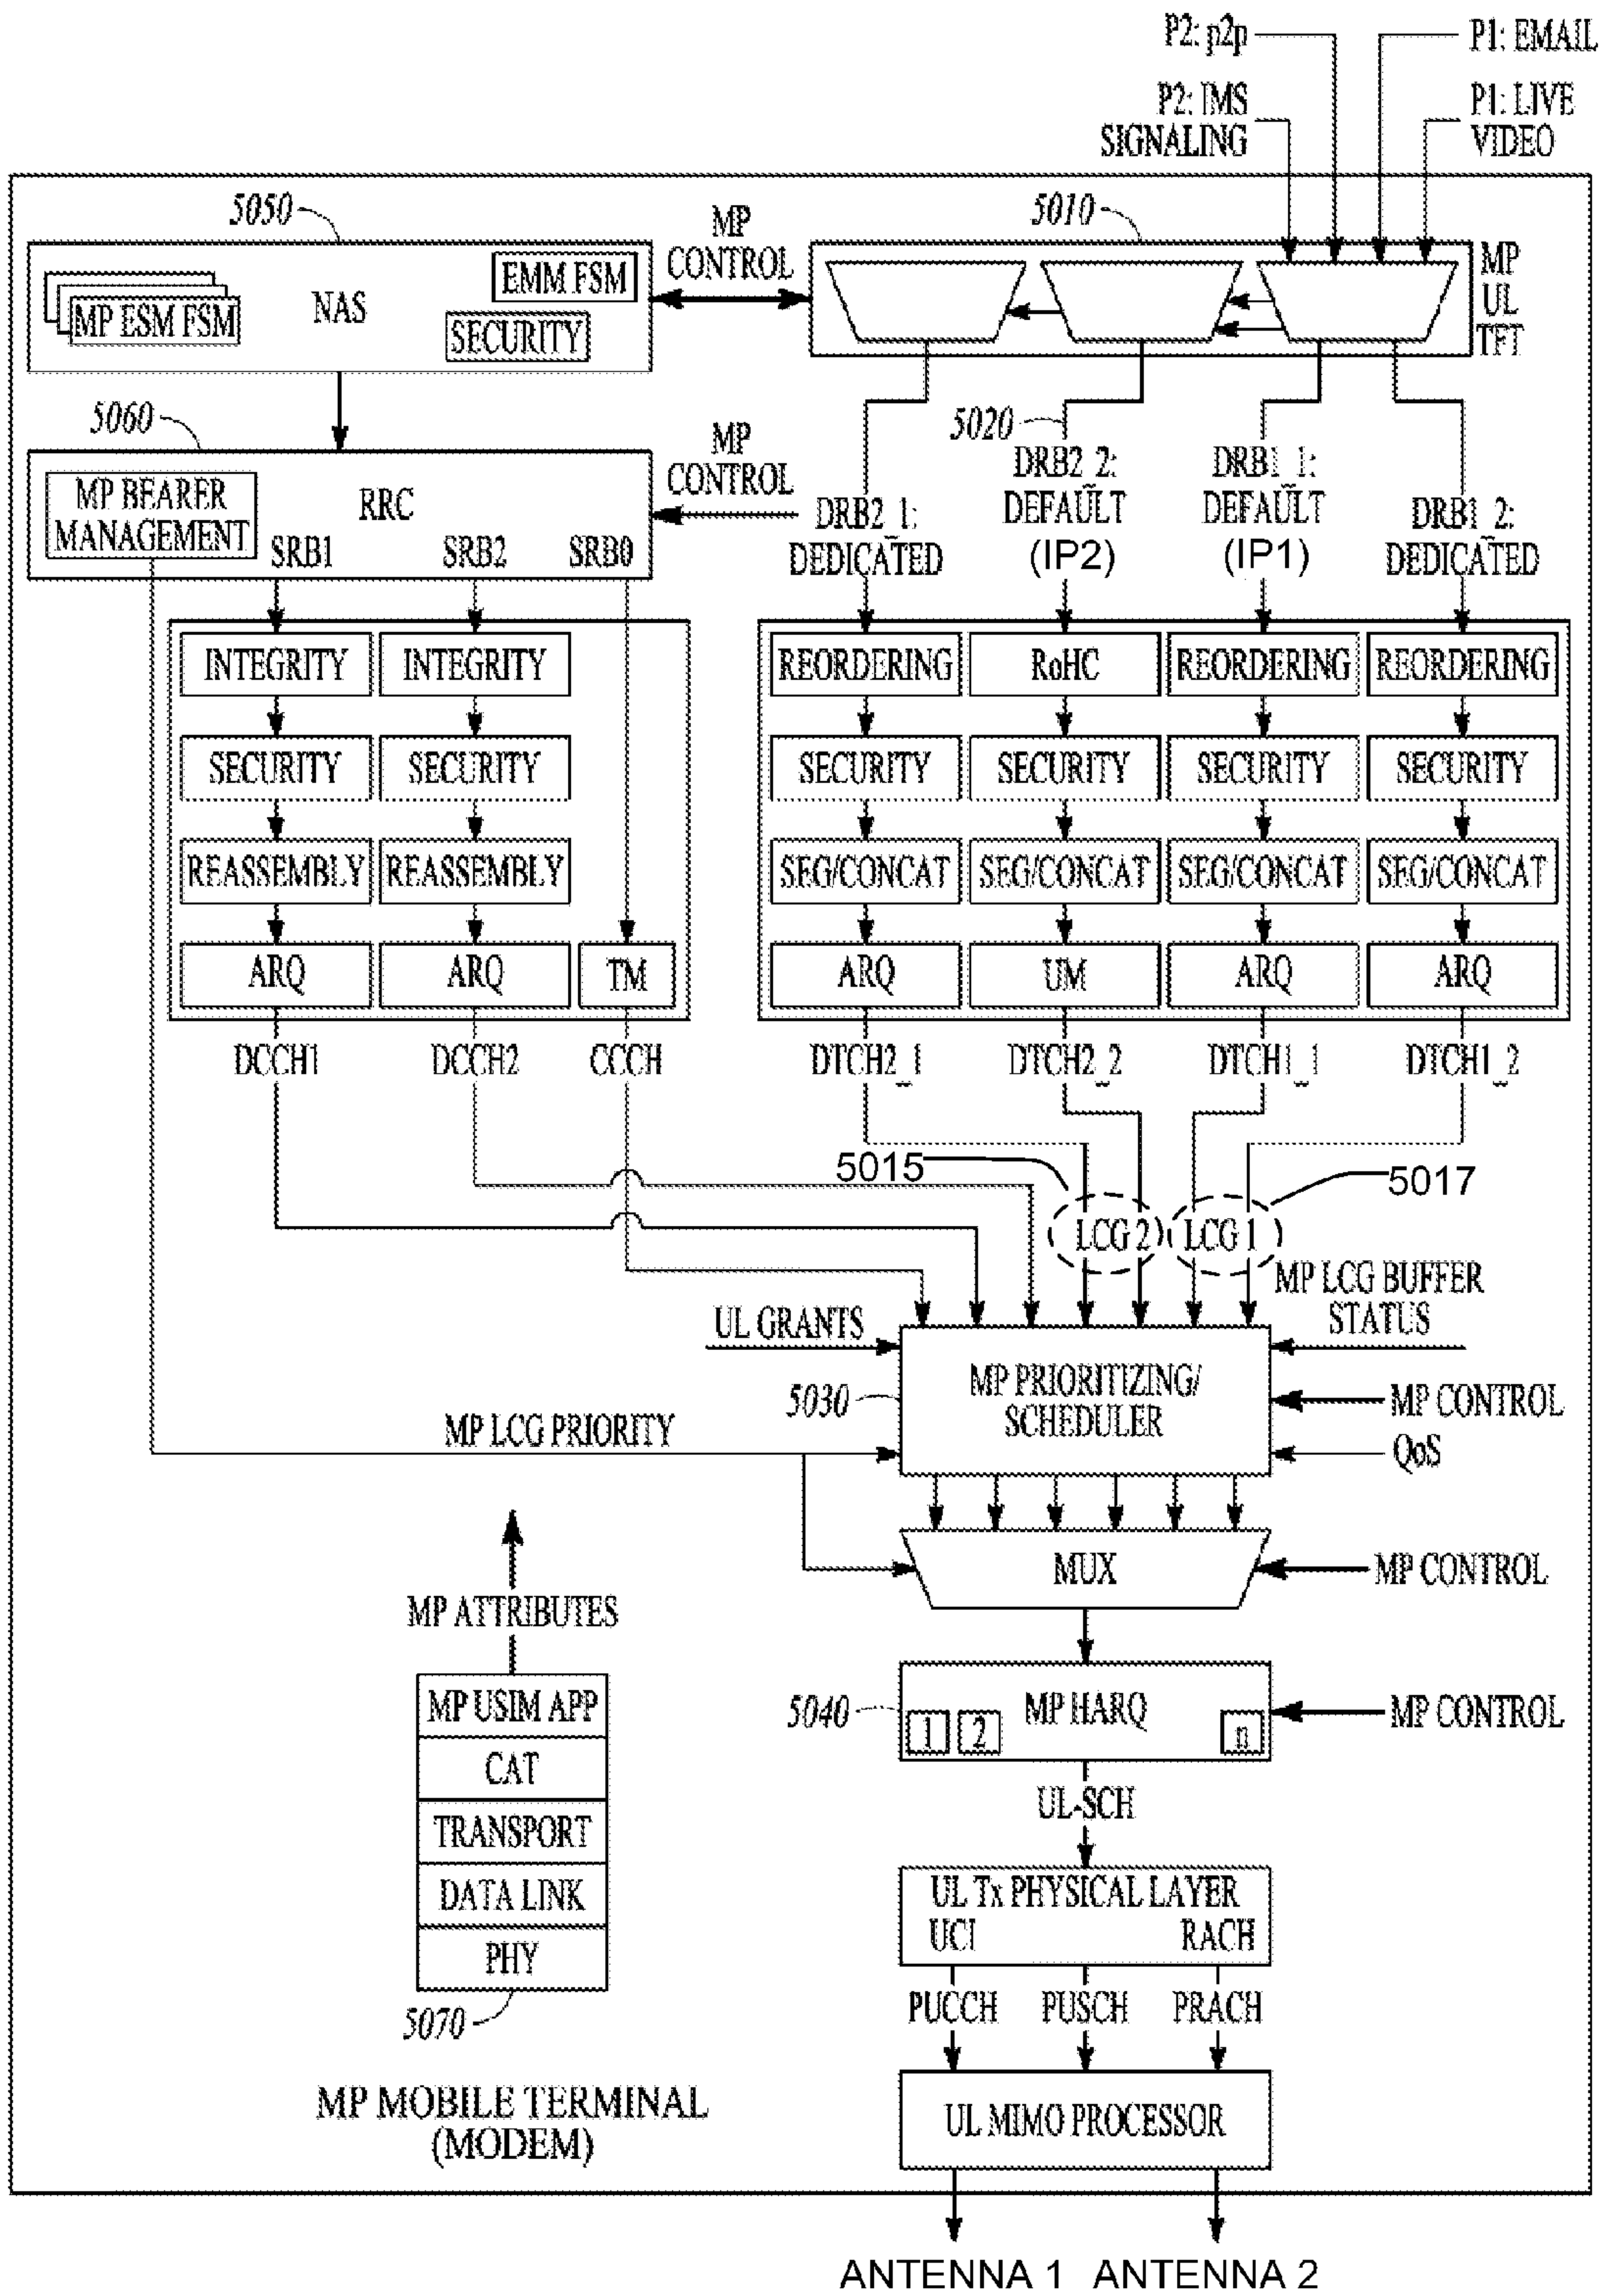 P2: p2p
P1: EMAIL
P2: IMS
SIGNALING
P1: LIVE
VIDEO
5050
MP
CONTROL
5010
MP ESM FSM
NAS
EMM FSM
SECURITY
MP
UL
TFT
5060
MP
CONTROL
5020
MP BEARER
MANAGEMENT
RRC
SRB1
SRB2
SRB0
DRB2_1:
DEDICATED
DRB2_2:
DEFAULT
(IP2)
DRB1_1:
DEFAULT
(IP1)
DRB1_2:
DEDICATED
INTEGRITY
INTEGRITY
REORDERING
RoHC
REORDERING
REORDERING
SECURITY
SECURITY
SECURITY
SECURITY
SECURITY
SECURITY
REASSEMBLY
REASSEMBLY
SEG/CONCAT
SEG/CONCAT
SEG/CONCAT
SEG/CONCAT
ARQ
ARQ
TM
ARQ
UM
ARQ
ARQ
DCCH1
DCCH2
CCCH
DTCH2_1
DTCH2_2
DTCH1_1
DTCH1_2
5015
5017
LCG 2
LCG 1
UL GRANTS
MP LCG BUFFER
STATUS
5030
MP PRIORITIZING/
SCHEDULER
MP CONTROL
MP LCG PRIORITY
QoS
MUX
MP CONTROL
MP ATTRIBUTES
MP USIM APP
CAT
TRANSPORT
DATA LINK
PHY
5070
5040
MP HARQ
1
2
n
MP CONTROL
UL-SCH
UL Tx PHYSICAL LAYER
UCI
RACH
PUCCH
PUSCH
PRACH
UL MIMO PROCESSOR
MP MOBILE TERMINAL
(MODEM)
ANTENNA 1
ANTENNA 2